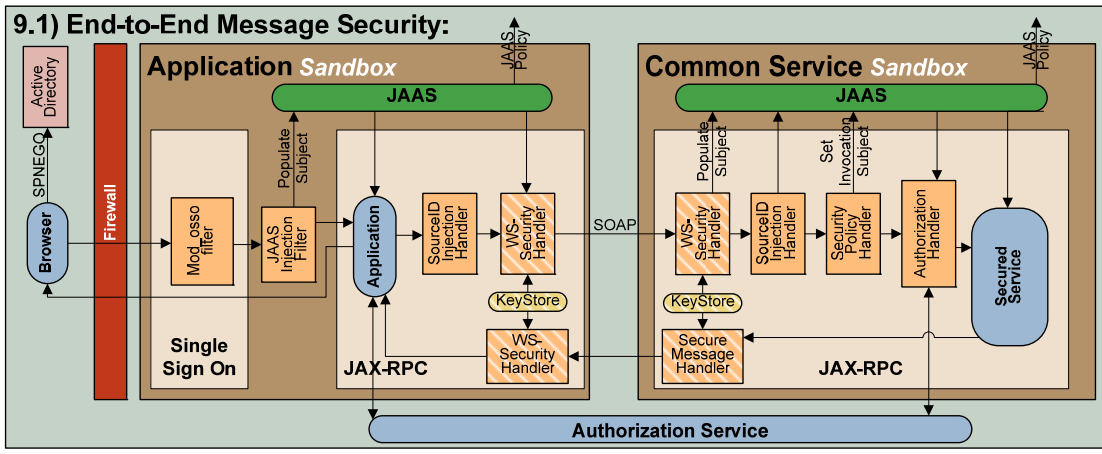 9.1) End-to-End Message Security:
Active
Directory
SPNEGO
Browser
Firewall
Application Sandbox
JAAS
Policy
JAAS
Populate
Subject
Mod_osso
filter
JAAS
Injection
Filter
Application
SourceID
Injection
Handler
WS-
Security
Handler
KeyStore
WS-
Security
Handler
Single
Sign On
JAX-RPC
SOAP
Common Service Sandbox
JAAS
Policy
JAAS
Populate
Subject
Set
Invocation
Subject
WS-
Security
Handler
SourceID
Injection
Handler
Security
Policy
Handler
Authorization
Handler
Secured
Service
KeyStore
Secure
Message
Handler
JAX-RPC
Authorization Service